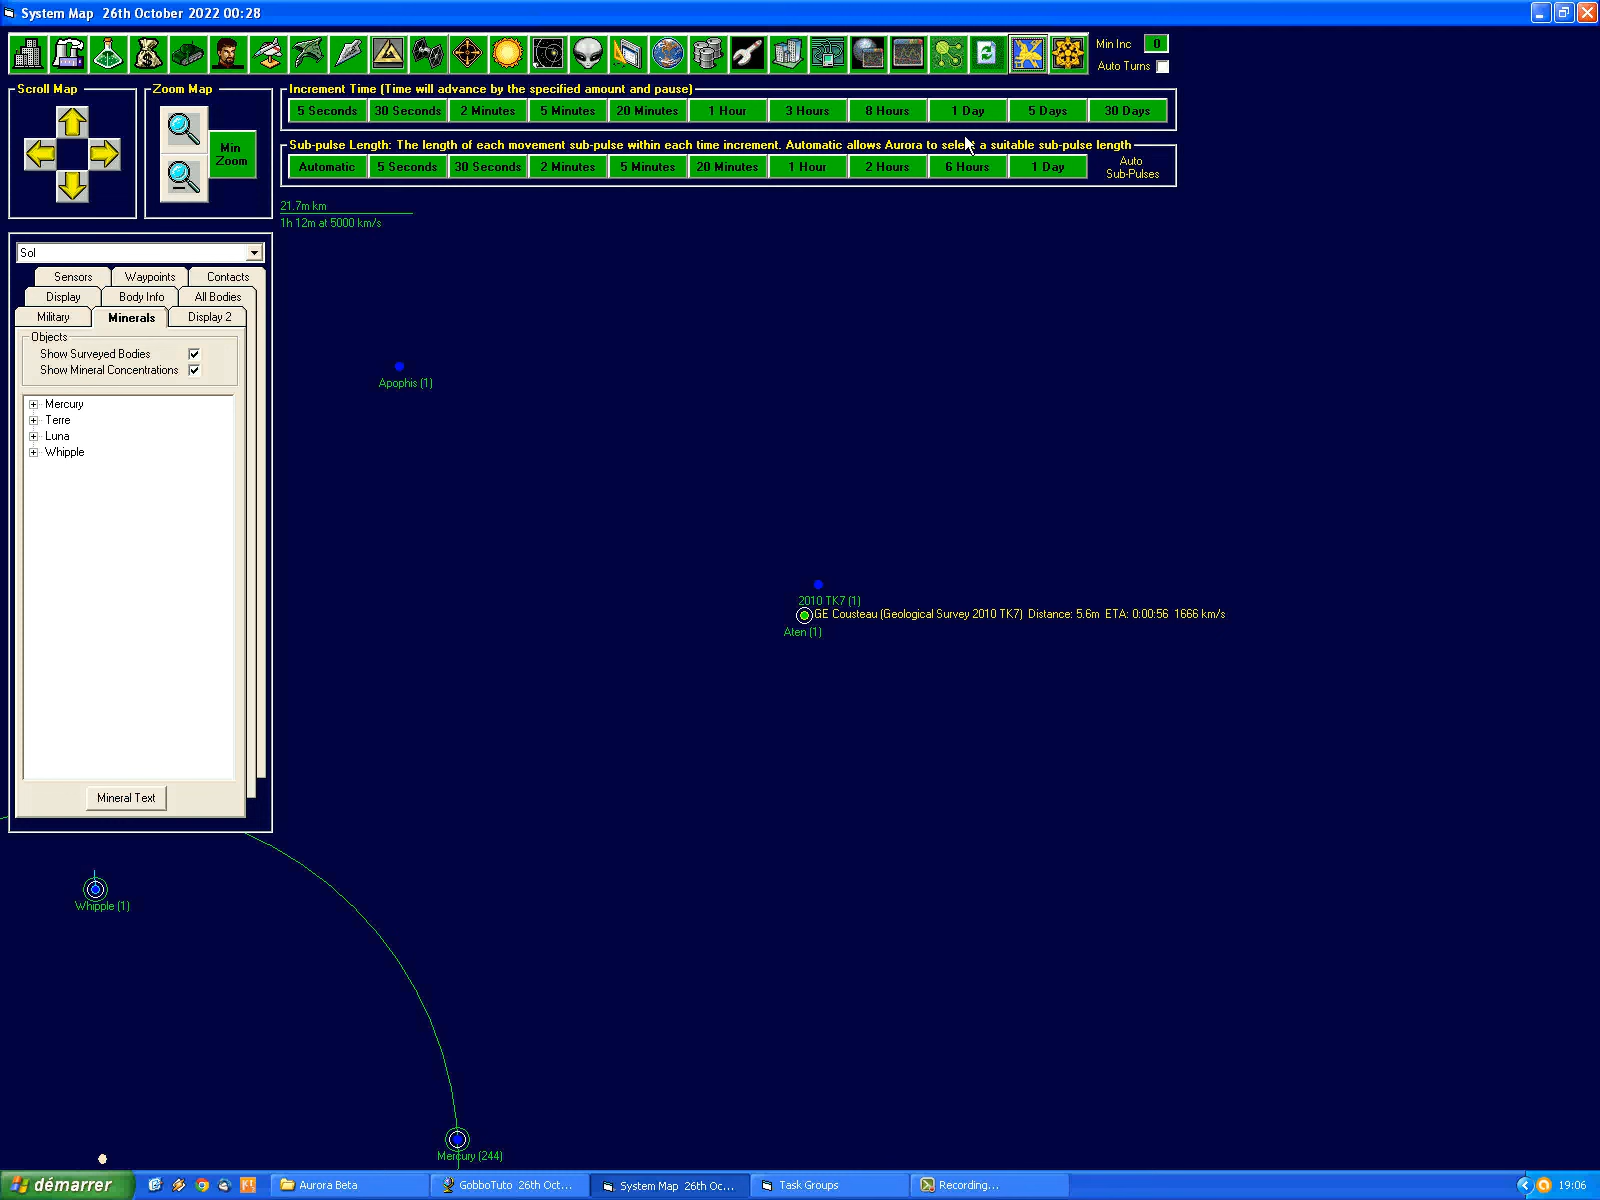 System Map  26th October 2022 00:28
Min Inc 0
Auto Turns
Scroll Map
Zoom Map
Min Zoom
Increment Time (Time will advance by the specified amount and pause)
5 Seconds 30 Seconds 2 Minutes 5 Minutes 20 Minutes 1 Hour 3 Hours 8 Hours 1 Day 5 Days 30 Days
Sub-pulse Length: The length of each movement sub-pulse within each time increment. Automatic allows Aurora to select a suitable sub-pulse length
Automatic 5 Seconds 30 Seconds 2 Minutes 5 Minutes 20 Minutes 1 Hour 2 Hours 6 Hours 1 Day
Auto Sub-Pulses
21.7m km
1h 12m at 5000 km/s
Sol
Sensors Waypoints Contacts
Display Body Info All Bodies
Military Minerals Display 2
Objects
Show Surveyed Bodies
Show Mineral Concentrations
Mercury
Terre
Luna
Whipple
Mineral Text
Apophis (1)
2010 TK7 (1)
GE Cousteau (Geological Survey 2010 TK7)  Distance: 5.6m  ETA: 0:00:56  1666 km/s
Aten (1)
Whipple (1)
Mercury (244)
démarrer
KT
Aurora Beta
GobboTuto  26th Oct...
System Map  26th Oc...
Task Groups
Recording...
19:06